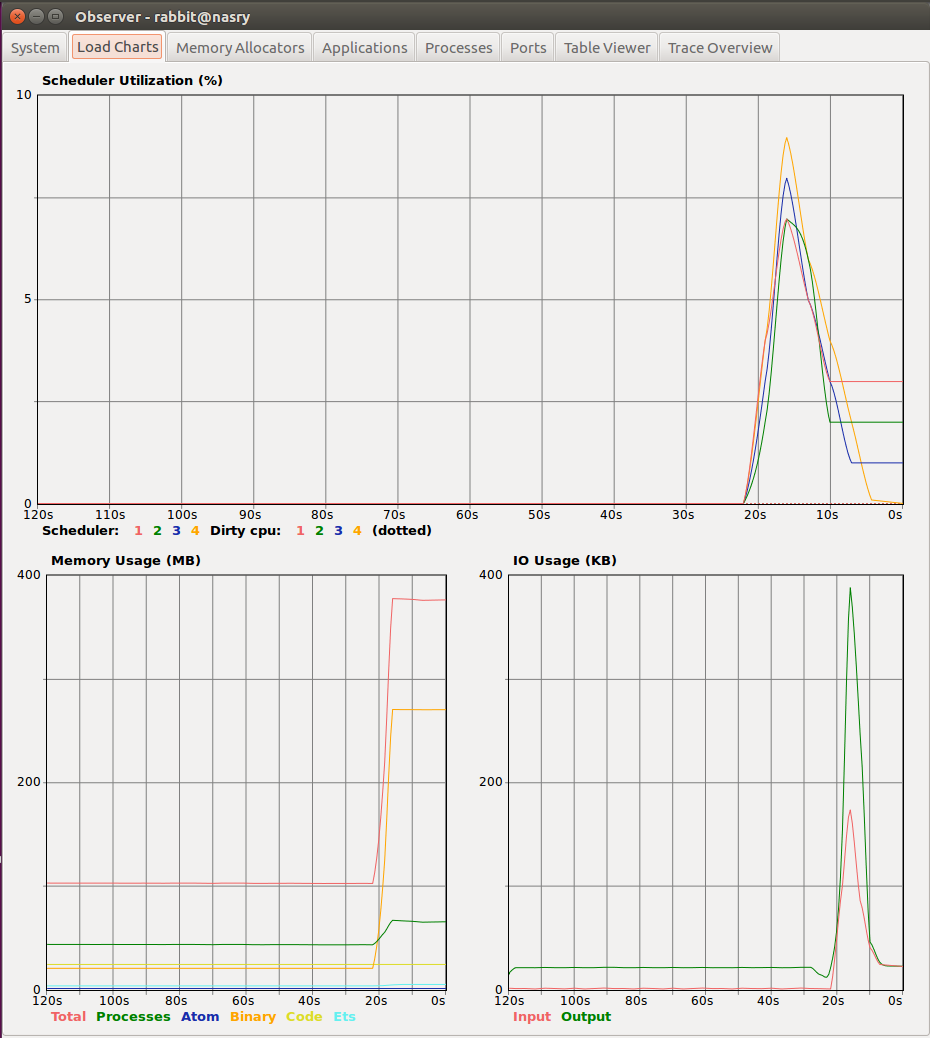 Observer - rabbit@nasry
System Load Charts Memory Allocators Applications Processes Ports Table Viewer Trace Overview
Scheduler Utilization (%)
10
5
0
120s 110s 100s 90s 80s 70s 60s 50s 40s 30s 20s 10s 0s
Scheduler: 1 2 3 4 Dirty cpu: 1 2 3 4 (dotted)
Memory Usage (MB)
400
200
0
120s 100s 80s 60s 40s 20s 0s
Total Processes Atom Binary Code Ets
IO Usage (KB)
400
200
0
120s 100s 80s 60s 40s 20s 0s
Input Output